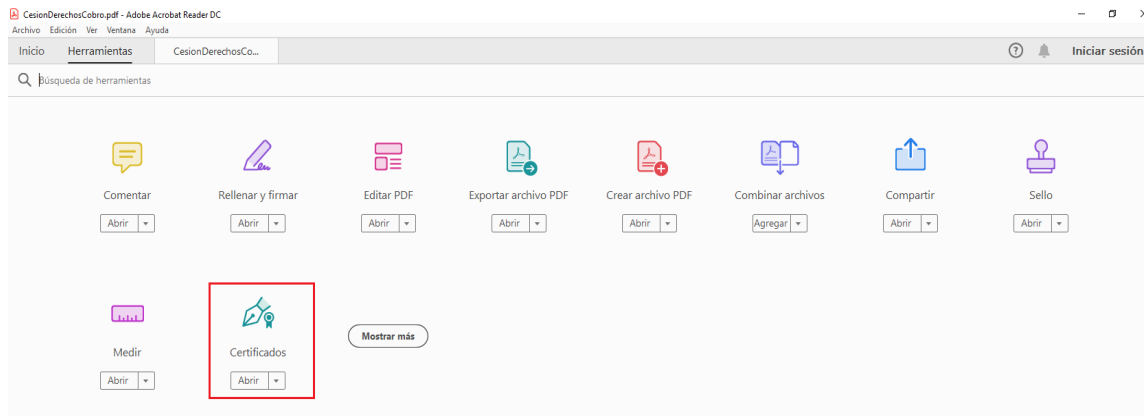 CesionDerechosCobro.pdf - Adobe Acrobat Reader DC
Archivo Edición Ver Ventana Ayuda
Inicio Herramientas CesionDerechosCo... Iniciar sesión
Búsqueda de herramientas
Comentar Rellenar y firmar Editar PDF Exportar archivo PDF Crear archivo PDF Combinar archivos Compartir Sello
Abrir Abrir Abrir Abrir Abrir Agregar Abrir Abrir
Mostrar más
Medir Certificados
Abrir Abrir